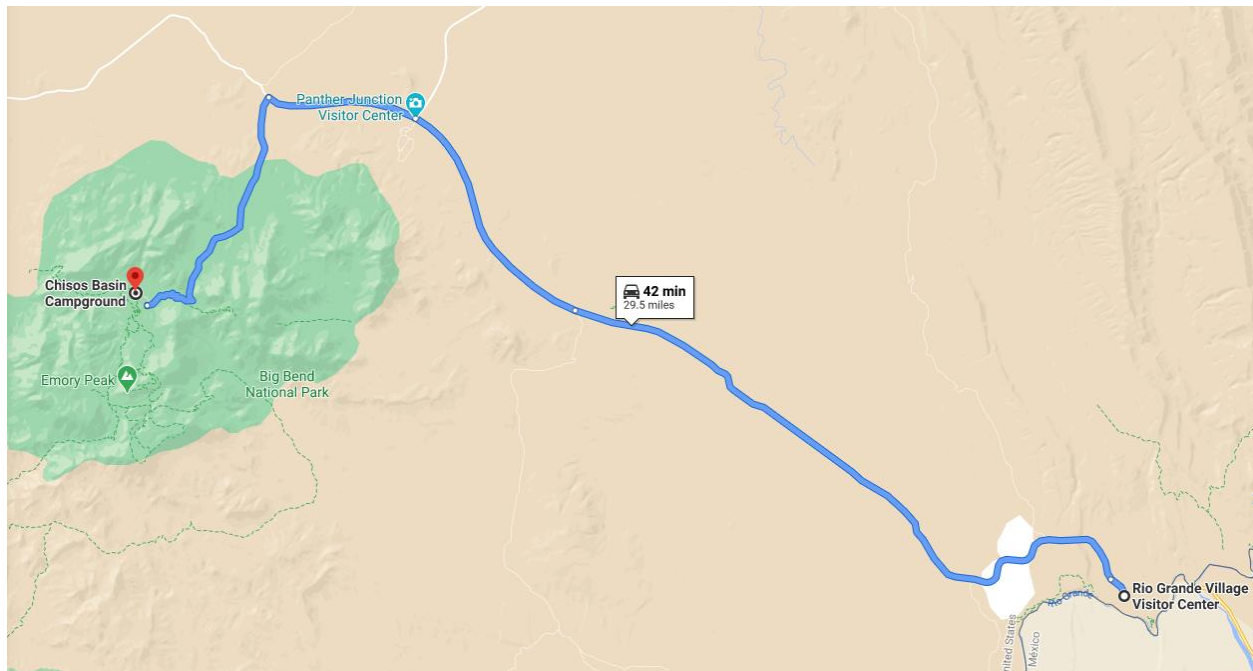 Panther Junction
Visitor Center
Chisos Basin
Campground
42 min
29.5 miles
Emory Peak
Big Bend
National Park
Rio Grande Village
Visitor Center
Rio Grande
nited States
México